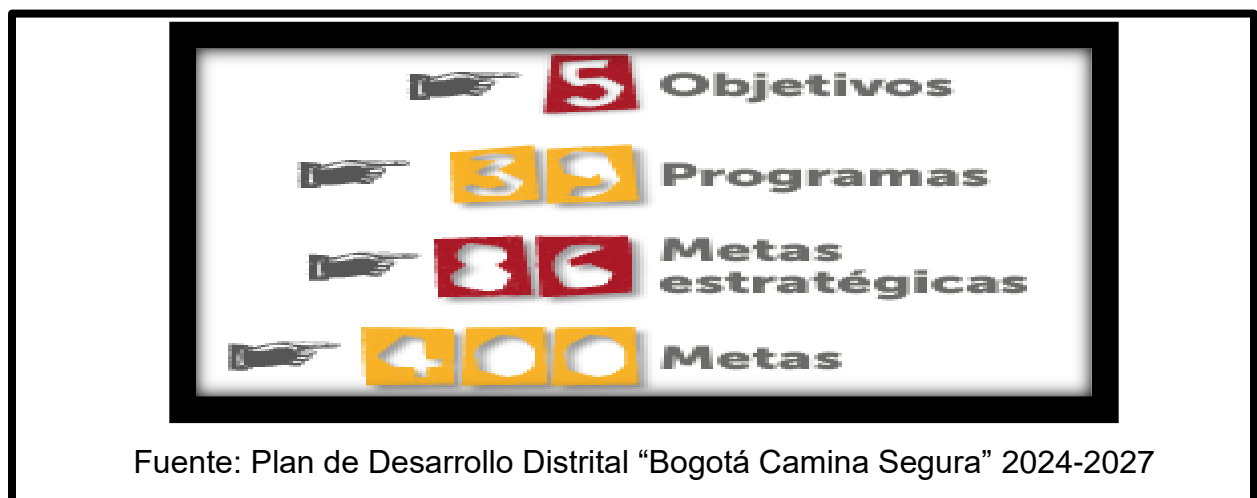 5 Objetivos
39 Programas
86 Metas
estratégicas
400 Metas
Fuente: Plan de Desarrollo Distrital “Bogotá Camina Segura” 2024-2027